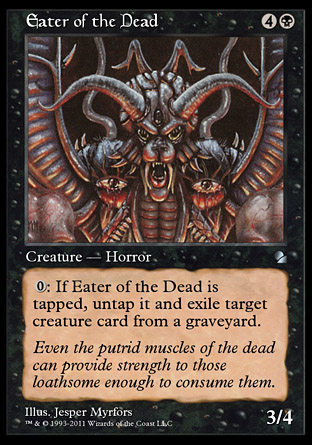 Eater of the Dead 4
Creature — Horror
0: If Eater of the Dead is
tapped, untap it and exile target
creature card from a graveyard.
Even the putrid muscles of the dead
can provide strength to those
loathsome enough to consume them.
Illus. Jesper Myrfors
™ & © 1993-2011 Wizards of the Coast LLC
3/4